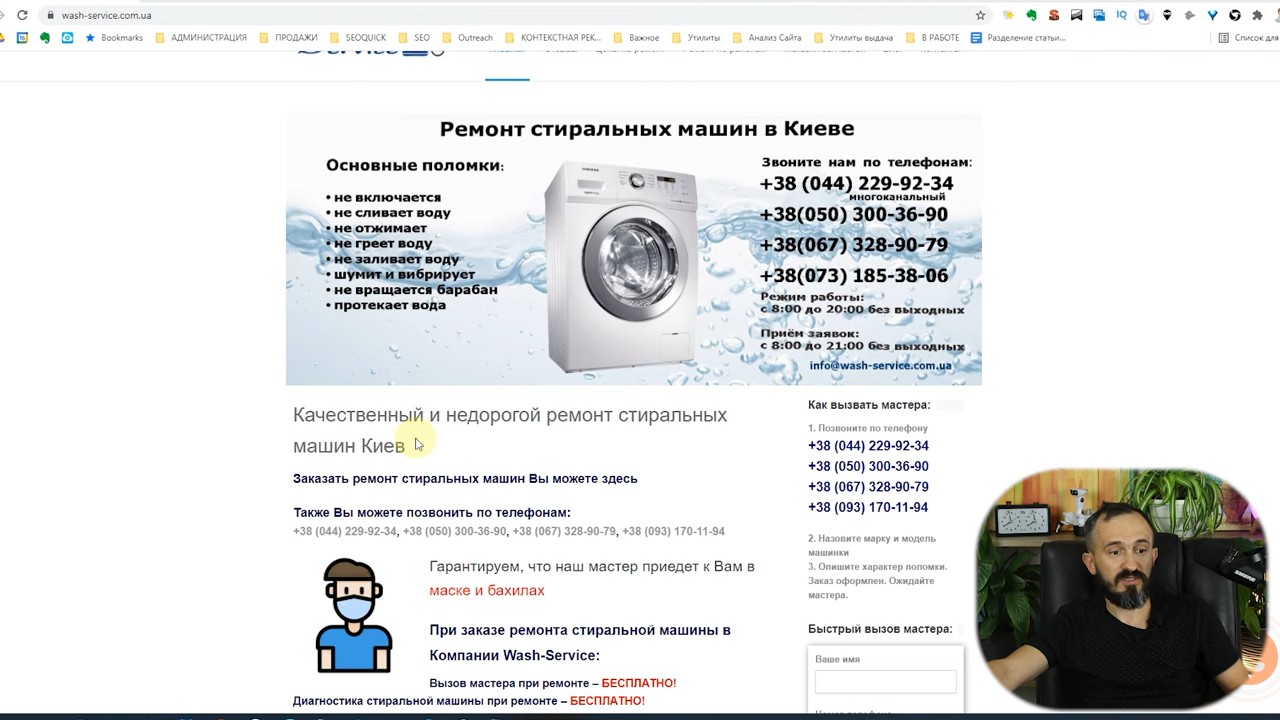 wash-service.com.ua
Bookmarks
АДМИНИСТРАЦИЯ
ПРОДАЖИ
SEOQUICK
SEO
Outreach
КОНТЕКСТНАЯ РЕК...
Важное
Утилиты
Анализ Сайта
Утилиты выдача
В РАБОТЕ
Разделение статьи...
Список для
Ремонт стиральных машин в Киеве
Основные поломки:
• не включается
• не сливает воду
• не отжимает
• не греет воду
• не заливает воду
• шумит и вибрирует
• не вращается барабан
• протекает вода
SAMSUNG
Звоните нам по телефонам:
+38 (044) 229-92-34
многоканальный
+38(050) 300-36-90
+38(067) 328-90-79
+38(073) 185-38-06
Режим работы:
с 8:00 до 20:00 без выходных
Приём заявок:
с 8:00 до 21:00 без выходных
info@wash-service.com.ua
Качественный и недорогой ремонт стиральных
машин Киев
Заказать ремонт стиральных машин Вы можете здесь
Также Вы можете позвонить по телефонам:
+38 (044) 229-92-34, +38 (050) 300-36-90, +38 (067) 328-90-79, +38 (093) 170-11-94
Гарантируем, что наш мастер приедет к Вам в
маске и бахилах
При заказе ремонта стиральной машины в
Компании Wash-Service:
Вызов мастера при ремонте – БЕСПЛАТНО!
Диагностика стиральной машины при ремонте – БЕСПЛАТНО!
Как вызвать мастера:
1. Позвоните по телефону
+38 (044) 229-92-34
+38 (050) 300-36-90
+38 (067) 328-90-79
+38 (093) 170-11-94
2. Назовите марку и модель
машинки
3. Опишите характер поломки.
Заказ оформлен. Ожидайте
мастера.
Быстрый вызов мастера:
Ваше имя